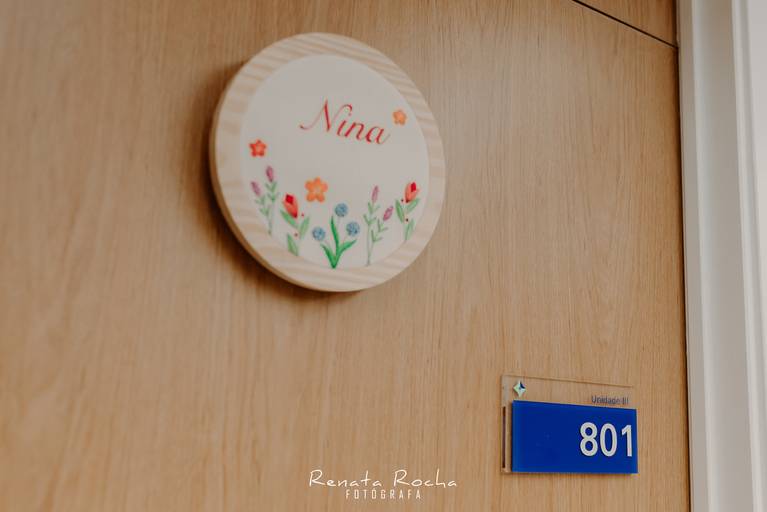 Nina
Unidade III
801
Renata Rocha
FOTÓGRAFA